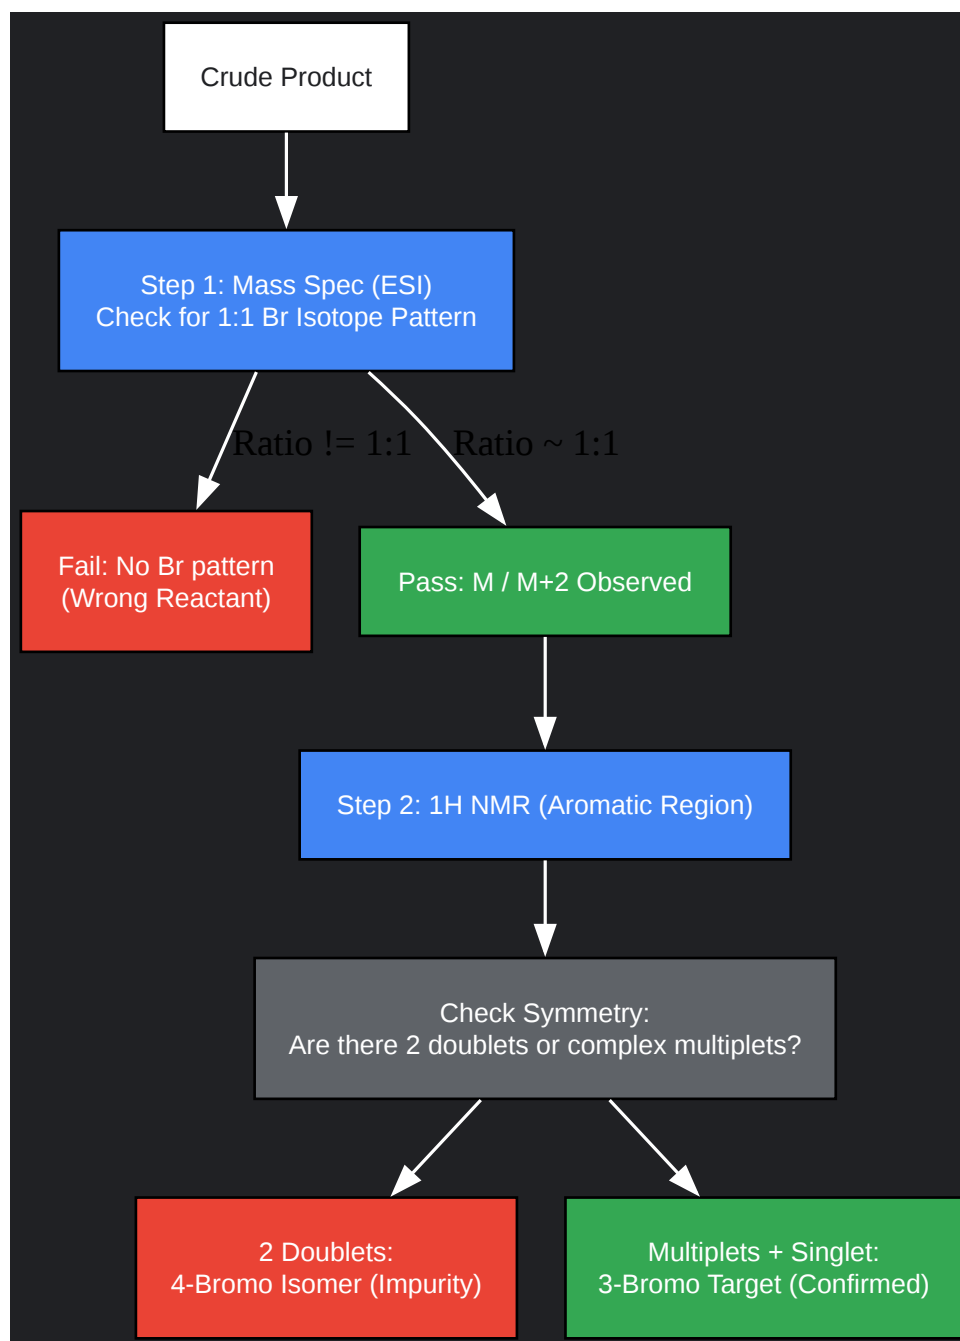 Crude Product
Step 1: Mass Spec (ESI)
Check for 1:1 Br Isotope Pattern
Ratio != 1:1
Ratio ~ 1:1
Fail: No Br pattern
(Wrong Reactant)
Pass: M / M+2 Observed
Step 2: 1H NMR (Aromatic Region)
Check Symmetry:
Are there 2 doublets or complex multiplets?
2 Doublets:
4-Bromo Isomer (Impurity)
Multiplets + Singlet:
3-Bromo Target (Confirmed)